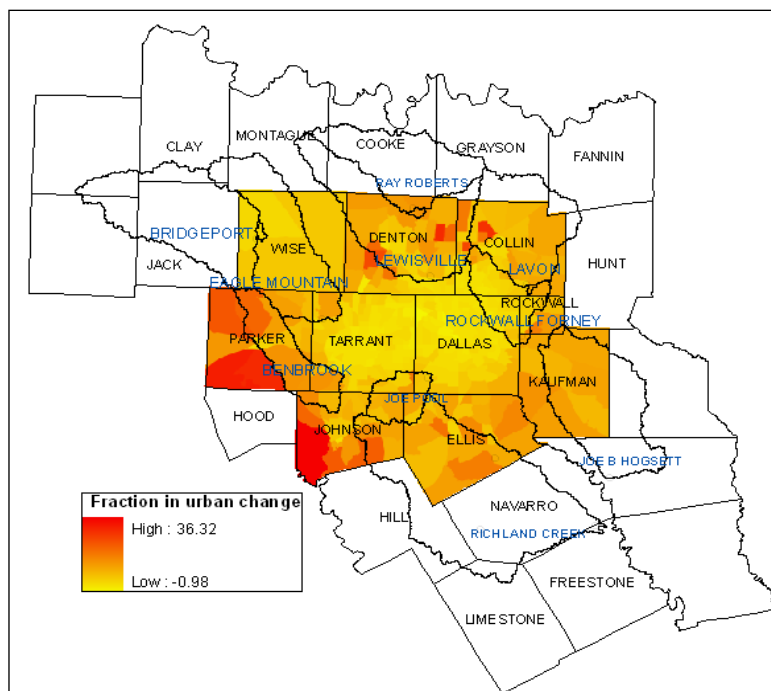 CLAY
MONTAGUE
COOKE
GRAYSON
FANNIN
RAY ROBERTS
BRIDGEPORT
WISE
DENTON
COLLIN
JACK
LEWISVILLE
LAVON
HUNT
EAGLE MOUNTAIN
ROCKWALL
ROCKWALL FORNEY
PARKER
TARRANT
DALLAS
BENBROOK
KAUFMAN
JOE POOL
HOOD
JOHNSON
ELLIS
JOE B HOGSETT
Fraction in urban change
High : 36.32
Low : -0.98
HILL
NAVARRO
RICHLAND CREEK
FREESTONE
LIMESTONE